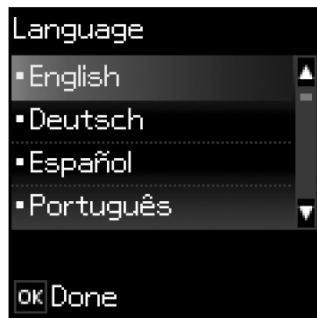 Language
▪English
▪Deutsch
▪Español
▪Português
OK Done